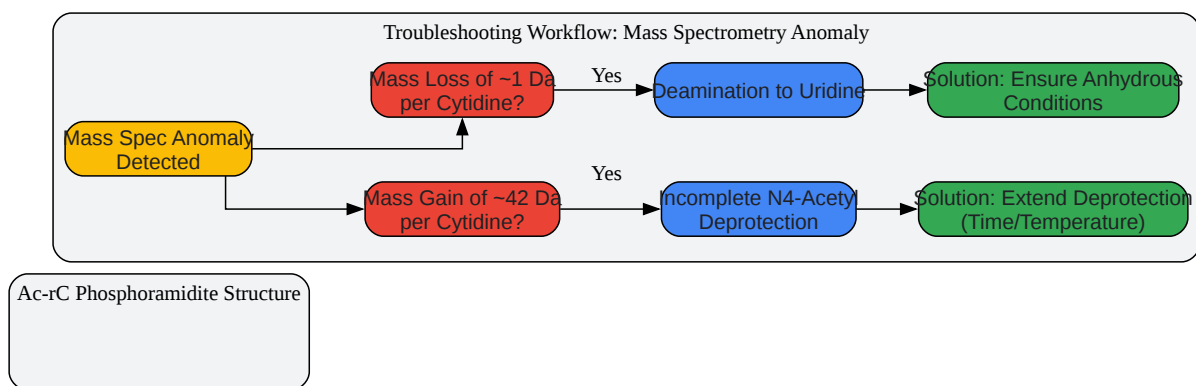 Troubleshooting Workflow: Mass Spectrometry Anomaly
Mass Loss of ~1 Da
per Cytidine?
Yes
Deamination to Uridine
Solution: Ensure Anhydrous
Conditions
Mass Spec Anomaly
Detected
Mass Gain of ~42 Da
per Cytidine?
Yes
Incomplete N4-Acetyl
Deprotection
Solution: Extend Deprotection
(Time/Temperature)
Ac-rC Phosphoramidite Structure